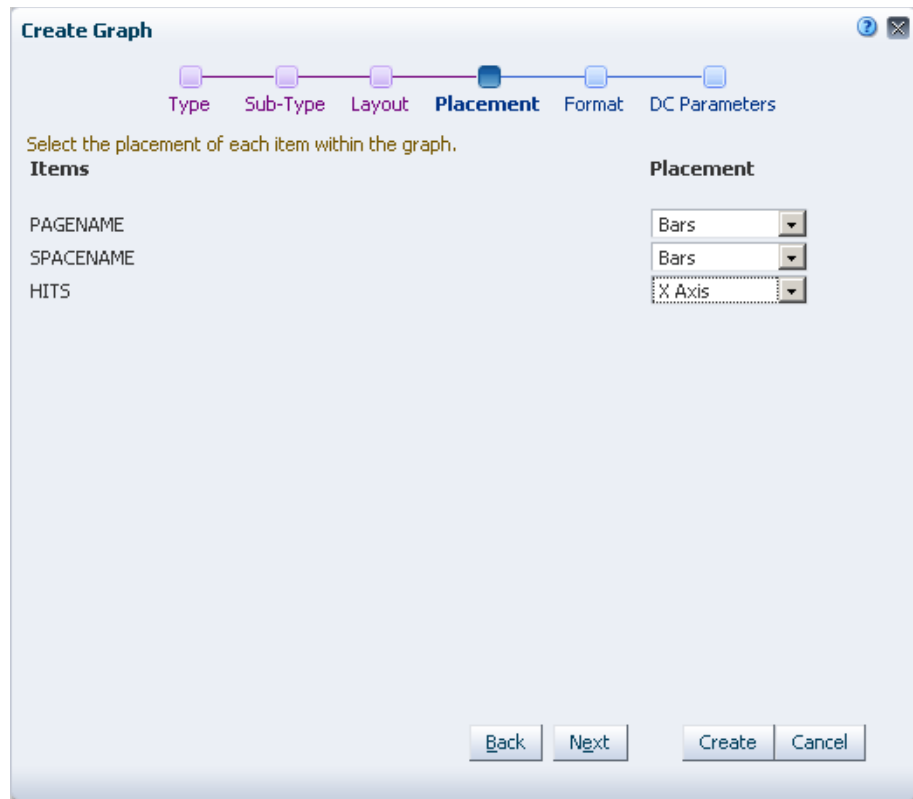 Create Graph
Type Sub-Type Layout Placement Format DC Parameters
Select the placement of each item within the graph.
Items Placement
PAGENAME Bars
SPACENAME Bars
HITS X Axis
Back Next Create Cancel